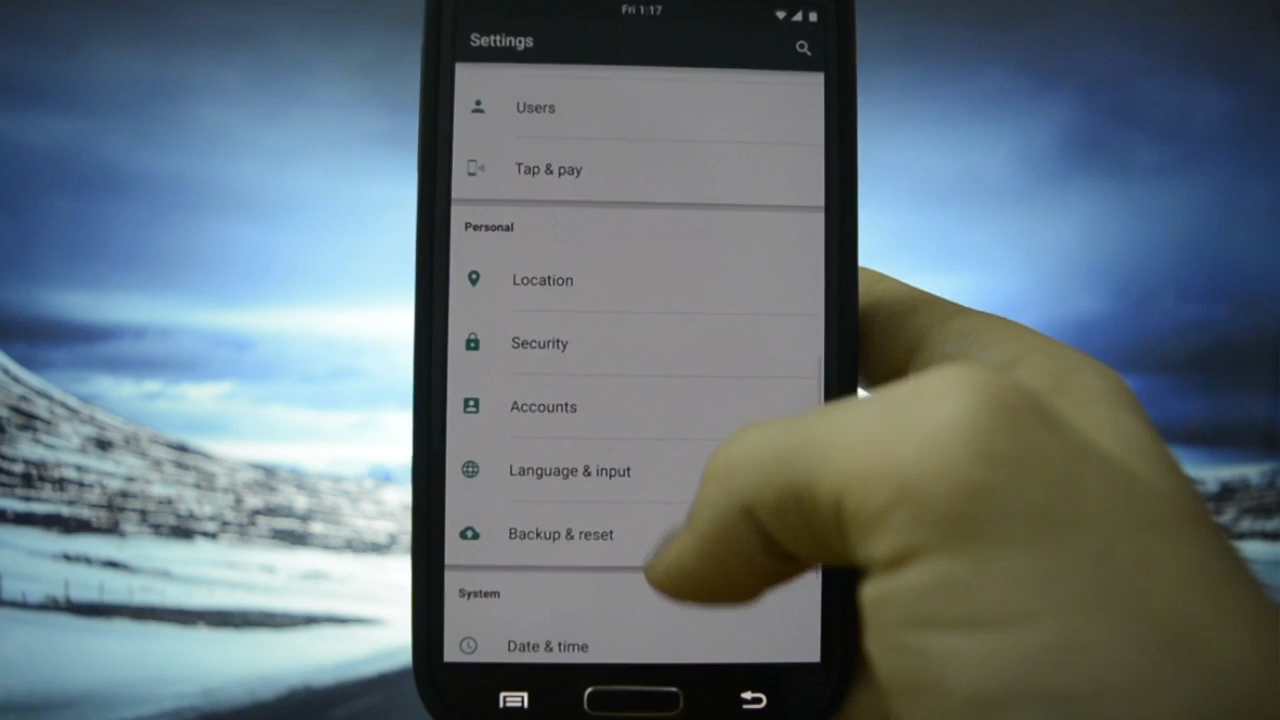 Fri 1:17
Settings
Users
Tap & pay
Personal
Location
Security
Accounts
Language & input
Backup & reset
System
Date & time